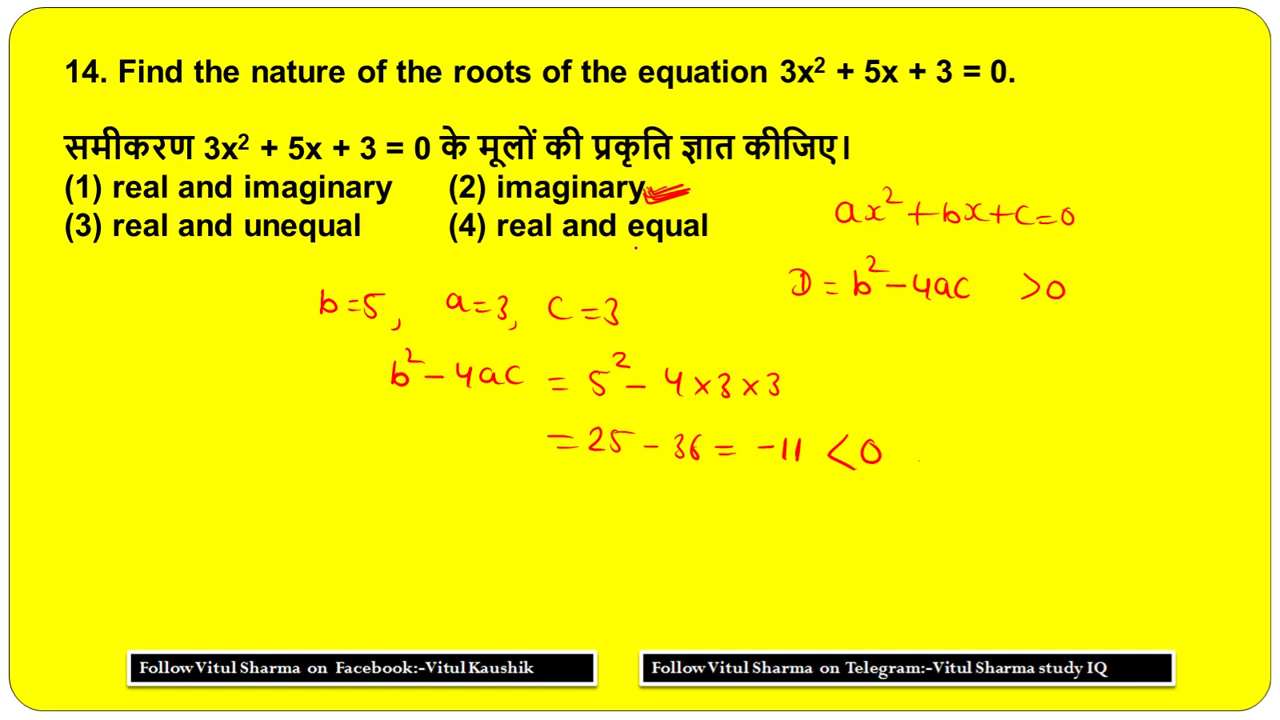 14. Find the nature of the roots of the equation 3x² + 5x + 3 = 0.
समीकरण 3x² + 5x + 3 = 0 के मूलों की प्रकृति ज्ञात कीजिए।
(1) real and imaginary (2) imaginary
(3) real and unequal (4) real and equal
ax² + bx + c = 0
D = b² - 4ac > 0
b = 5, a = 3, c = 3
b² - 4ac = 5² - 4 × 3 × 3
= 25 - 36 = -11 < 0
Follow Vitul Sharma on Facebook:-Vitul Kaushik
Follow Vitul Sharma on Telegram:-Vitul Sharma study IQ